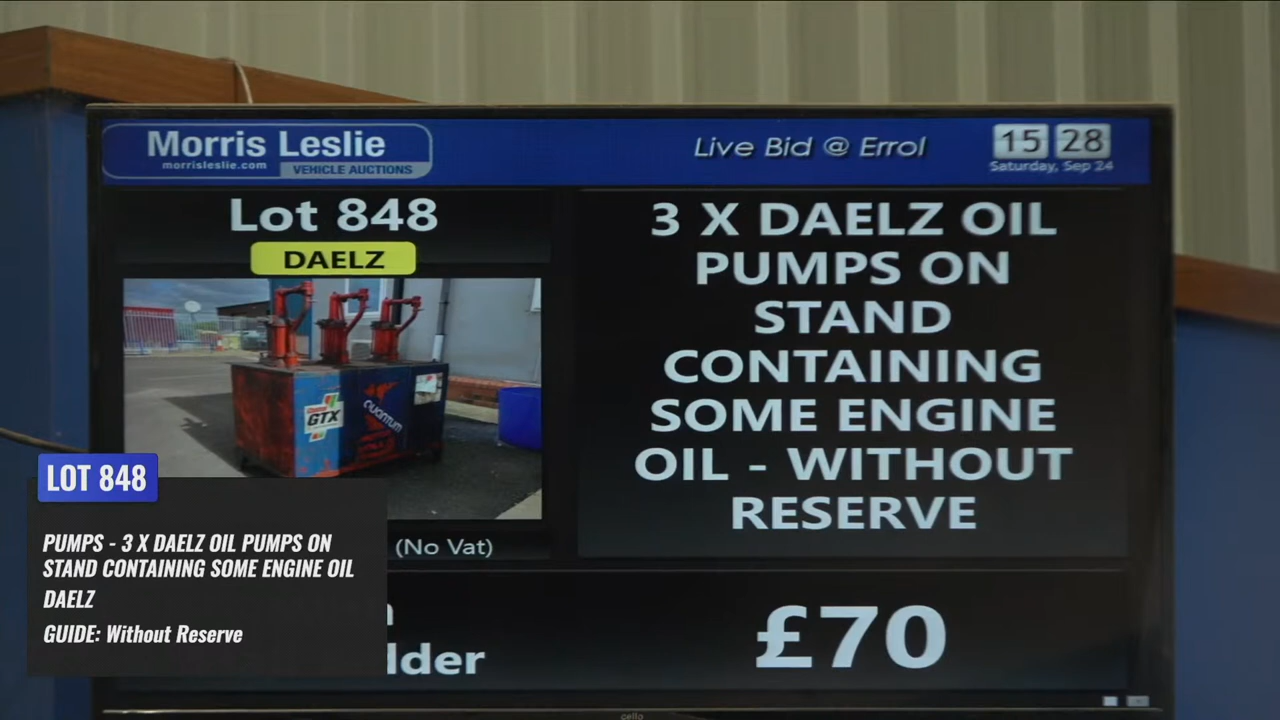 Morris Leslie
morrisleslie.com
VEHICLE AUCTIONS
Live Bid @ Errol
15 28
Saturday, Sep 24
Lot 848
DAELZ
GTX
QUANTUM
3 X DAELZ OIL
PUMPS ON
STAND
CONTAINING
SOME ENGINE
OIL - WITHOUT
RESERVE
(No Vat)
£70
LOT 848
PUMPS - 3 X DAELZ OIL PUMPS ON
STAND CONTAINING SOME ENGINE OIL
DAELZ
GUIDE: Without Reserve
cello